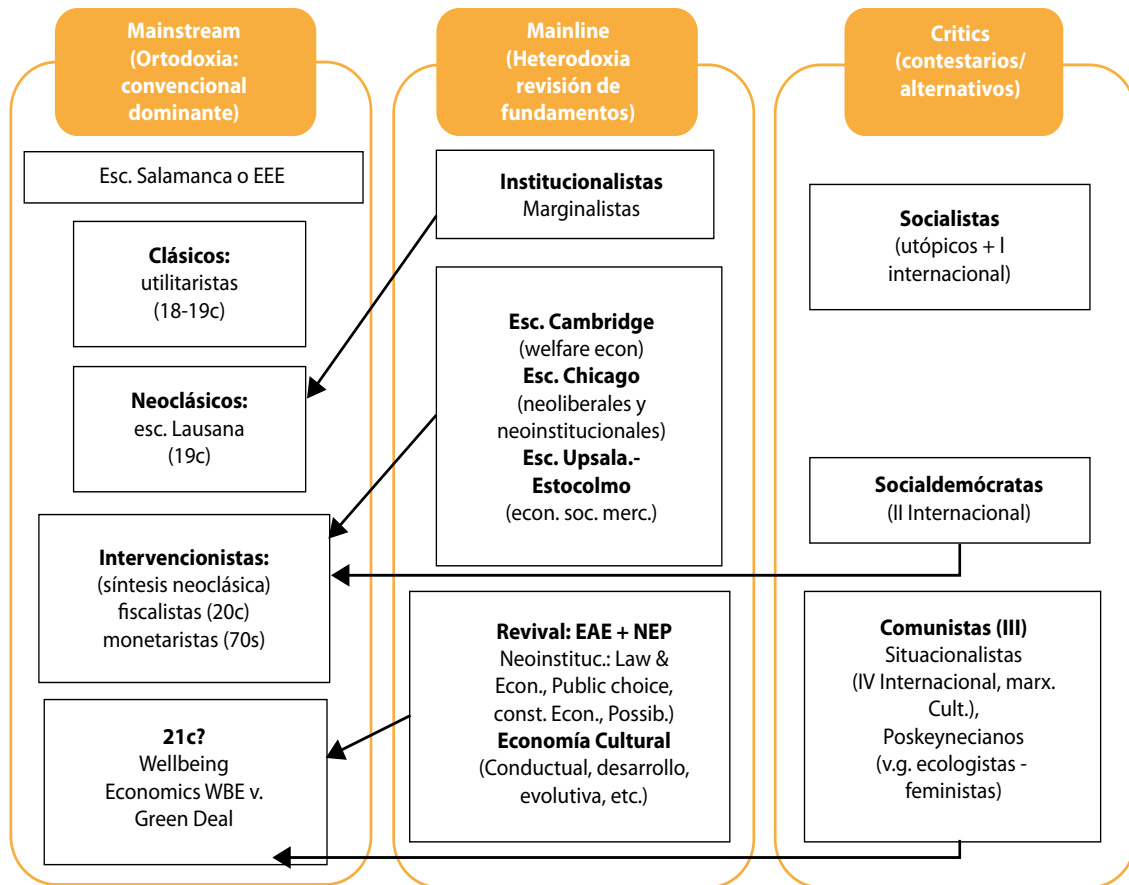 Mainstream
(Ortodoxia:
convencional
dominante)
Esc. Salamanca o EEE
Clásicos:
utilitaristas
(18-19c)
Neoclásicos:
esc. Lausana
(19c)
Intervencionistas:
(síntesis neoclásica)
fiscalistas (20c)
monetaristas (70s)
21c?
Wellbeing
Economics WBE v.
Green Deal
Mainline
(Heterodoxia
revisión de
fundamentos)
Institucionalistas
Marginalistas
Esc. Cambridge
(welfare econ)
Esc. Chicago
(neoliberales y
neoinstitucionales)
Esc. Upsala.-
Estocolmo
(econ. soc. merc.)
Revival: EAE + NEP
Neoinstituc.: Law &
Econ., Public choice,
const. Econ., Possib.)
Economía Cultural
(Conductual, desarrollo,
evolutiva, etc.)
Critics
(contestarios/
alternativos)
Socialistas
(utópicos + I
internacional)
Socialdemócratas
(II Internacional)
Comunistas (III)
Situacionalistas
(IV Internacional, marx.
Cult.),
Poskeynecianos
(v.g. ecologistas -
feministas)